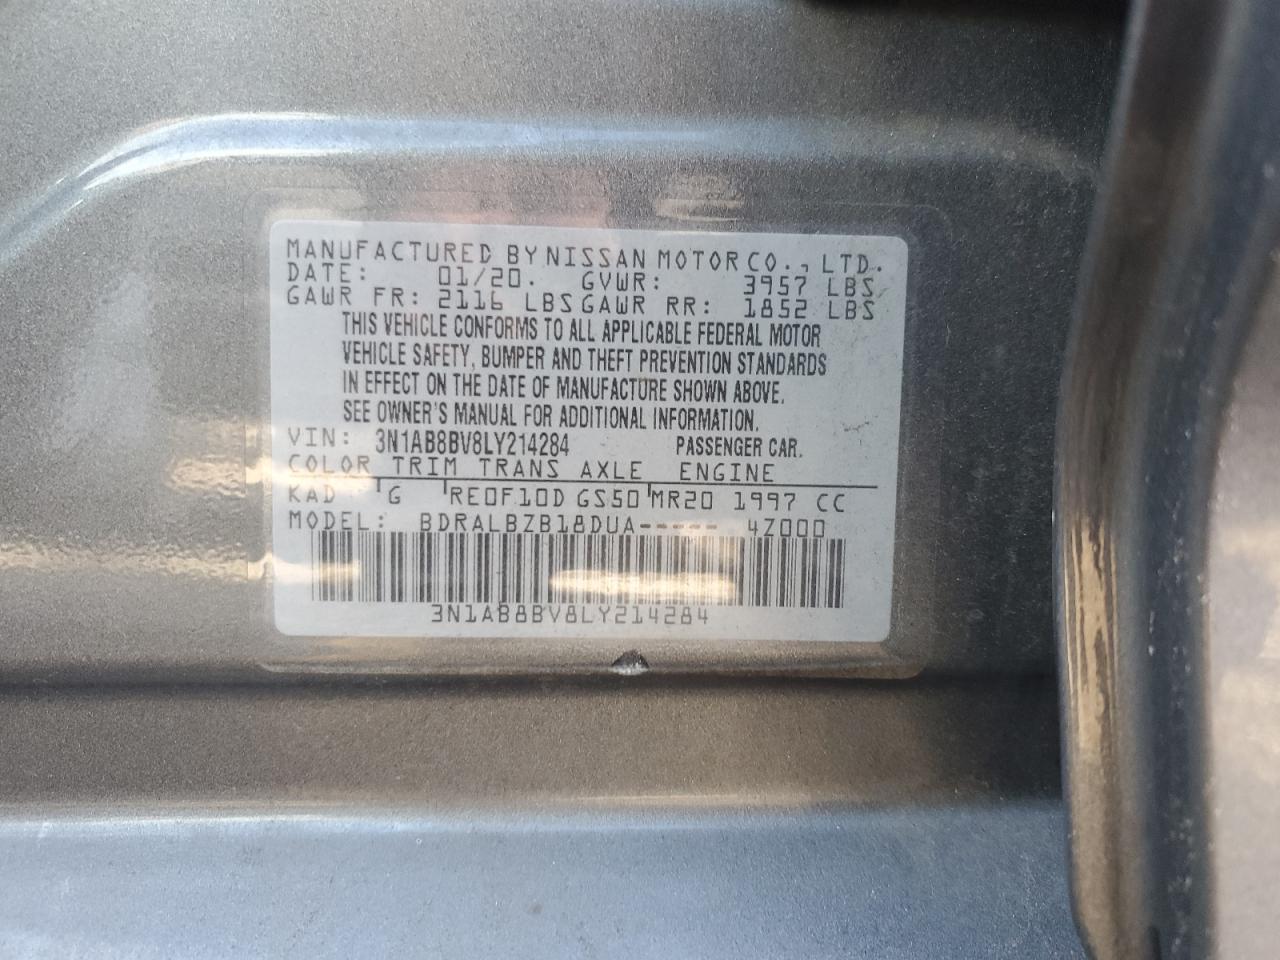 MANUFACTURED BY NISSAN MOTOR CO., LTD.
DATE: 01/20. GVWR: 3957 LBS
GAWR FR: 2116 LBS GAWR RR: 1852 LBS
THIS VEHICLE CONFORMS TO ALL APPLICABLE FEDERAL MOTOR
VEHICLE SAFETY, BUMPER AND THEFT PREVENTION STANDARDS
IN EFFECT ON THE DATE OF MANUFACTURE SHOWN ABOVE.
SEE OWNER'S MANUAL FOR ADDITIONAL INFORMATION.
VIN: 3N1AB8BV8LY214284 PASSENGER CAR.
COLOR TRIM TRANS AXLE ENGINE
KAD G RE0F10D GS50 MR20 1997 CC
MODEL: BDRALBZB18DUA----- 4Z000
3N1AB8BV8LY214284